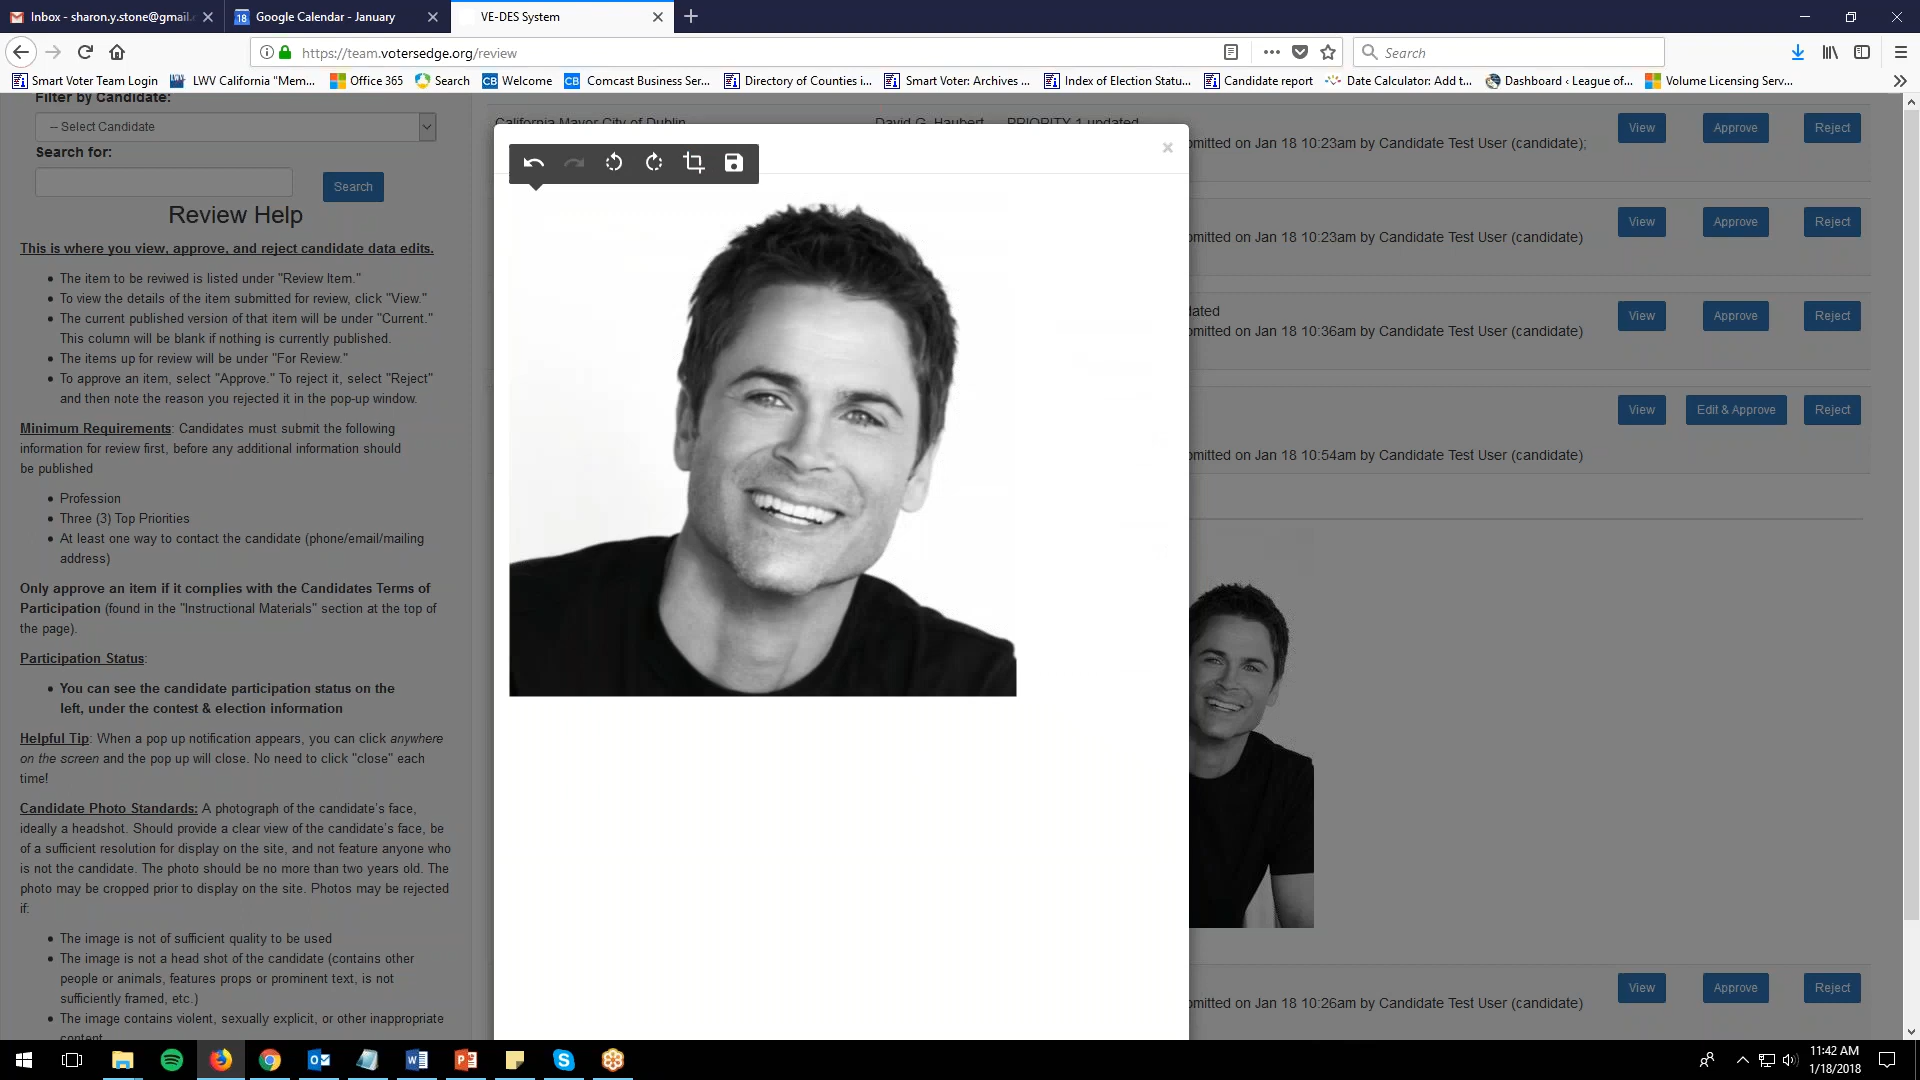 Inbox - sharon.y.stone@gmail.
Google Calendar - January
VE-DES System
https://team.votersedge.org/review
Search
Smart Voter Team Login
LWV California "Mem...
Office 365
Search
Welcome
Comcast Business Ser...
Directory of Counties i...
Smart Voter: Archives ...
Index of Election Statu...
Candidate report
Date Calculator: Add t...
Dashboard ‹ League of...
Volume Licensing Serv...
Filter by Candidate:
-- Select Candidate
Search for:
Search
Review Help
This is where you view, approve, and reject candidate data edits.
• The item to be reviwed is listed under "Review Item."
• To view the details of the item submitted for review, click "View."
• The current published version of that item will be under "Current."
This column will be blank if nothing is currently published.
• The items up for review will be under "For Review."
• To approve an item, select "Approve." To reject it, select "Reject"
and then note the reason you rejected it in the pop-up window.
Minimum Requirements: Candidates must submit the following
information for review first, before any additional information should
be published
• Profession
• Three (3) Top Priorities
• At least one way to contact the candidate (phone/email/mailing
address)
Only approve an item if it complies with the Candidates Terms of
Participation (found in the "Instructional Materials" section at the top of
the page).
Participation Status:
• You can see the candidate participation status on the
left, under the contest & election information
Helpful Tip: When a pop up notification appears, you can click anywhere
on the screen and the pop up will close. No need to click "close" each
time!
Candidate Photo Standards: A photograph of the candidate's face,
ideally a headshot. Should provide a clear view of the candidate's face, be
of a sufficient resolution for display on the site, and not feature anyone who
is not the candidate. The photo should be no more than two years old. The
photo may be cropped prior to display on the site. Photos may be rejected
if:
• The image is not of sufficient quality to be used
• The image is not a head shot of the candidate (contains other
people or animals, features props or prominent text, is not
sufficiently framed, etc.)
• The image contains violent, sexually explicit, or other inappropriate
content
California Mayor City of Dublin David G. Haubert PRIORITY 1 updated
×
View Approve Reject
omitted on Jan 18 10:23am by Candidate Test User (candidate);
View Approve Reject
omitted on Jan 18 10:23am by Candidate Test User (candidate)
dated
View Approve Reject
omitted on Jan 18 10:36am by Candidate Test User (candidate)
View Edit & Approve Reject
omitted on Jan 18 10:54am by Candidate Test User (candidate)
View Approve Reject
omitted on Jan 18 10:26am by Candidate Test User (candidate)
11:42 AM
1/18/2018